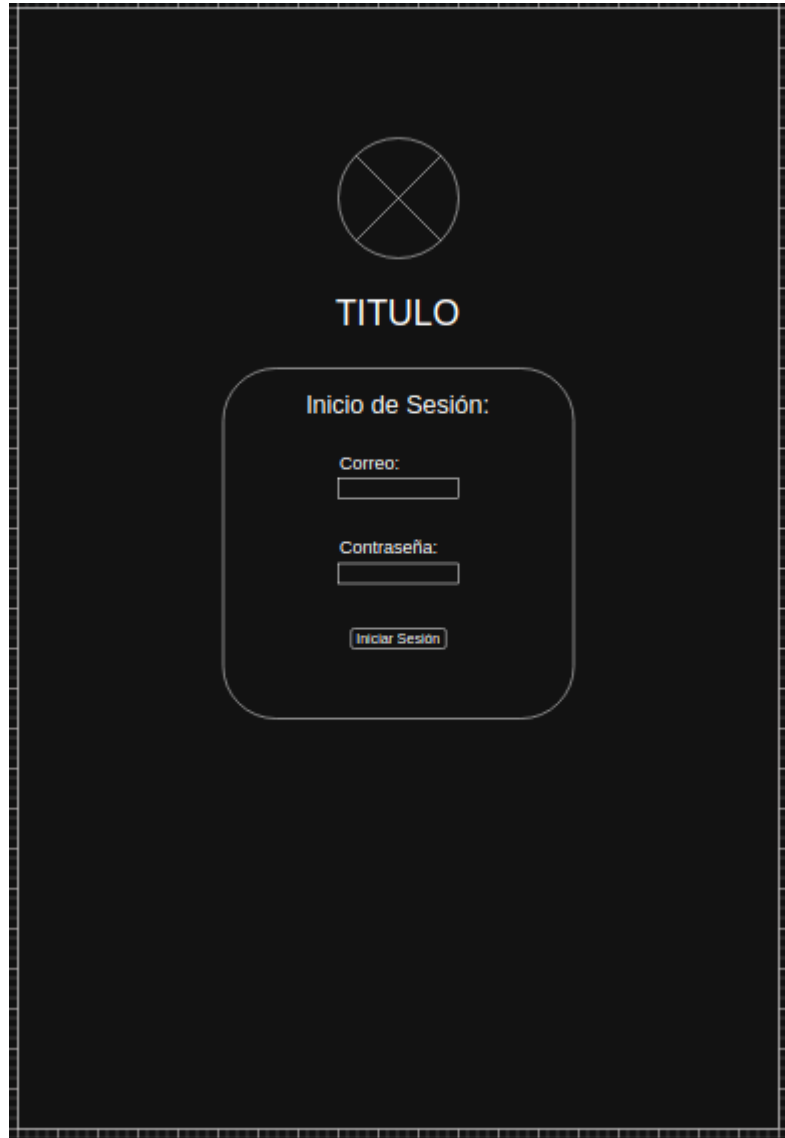 TITULO
Inicio de Sesión:
Correo:
Contraseña:
Iniciar Sesión